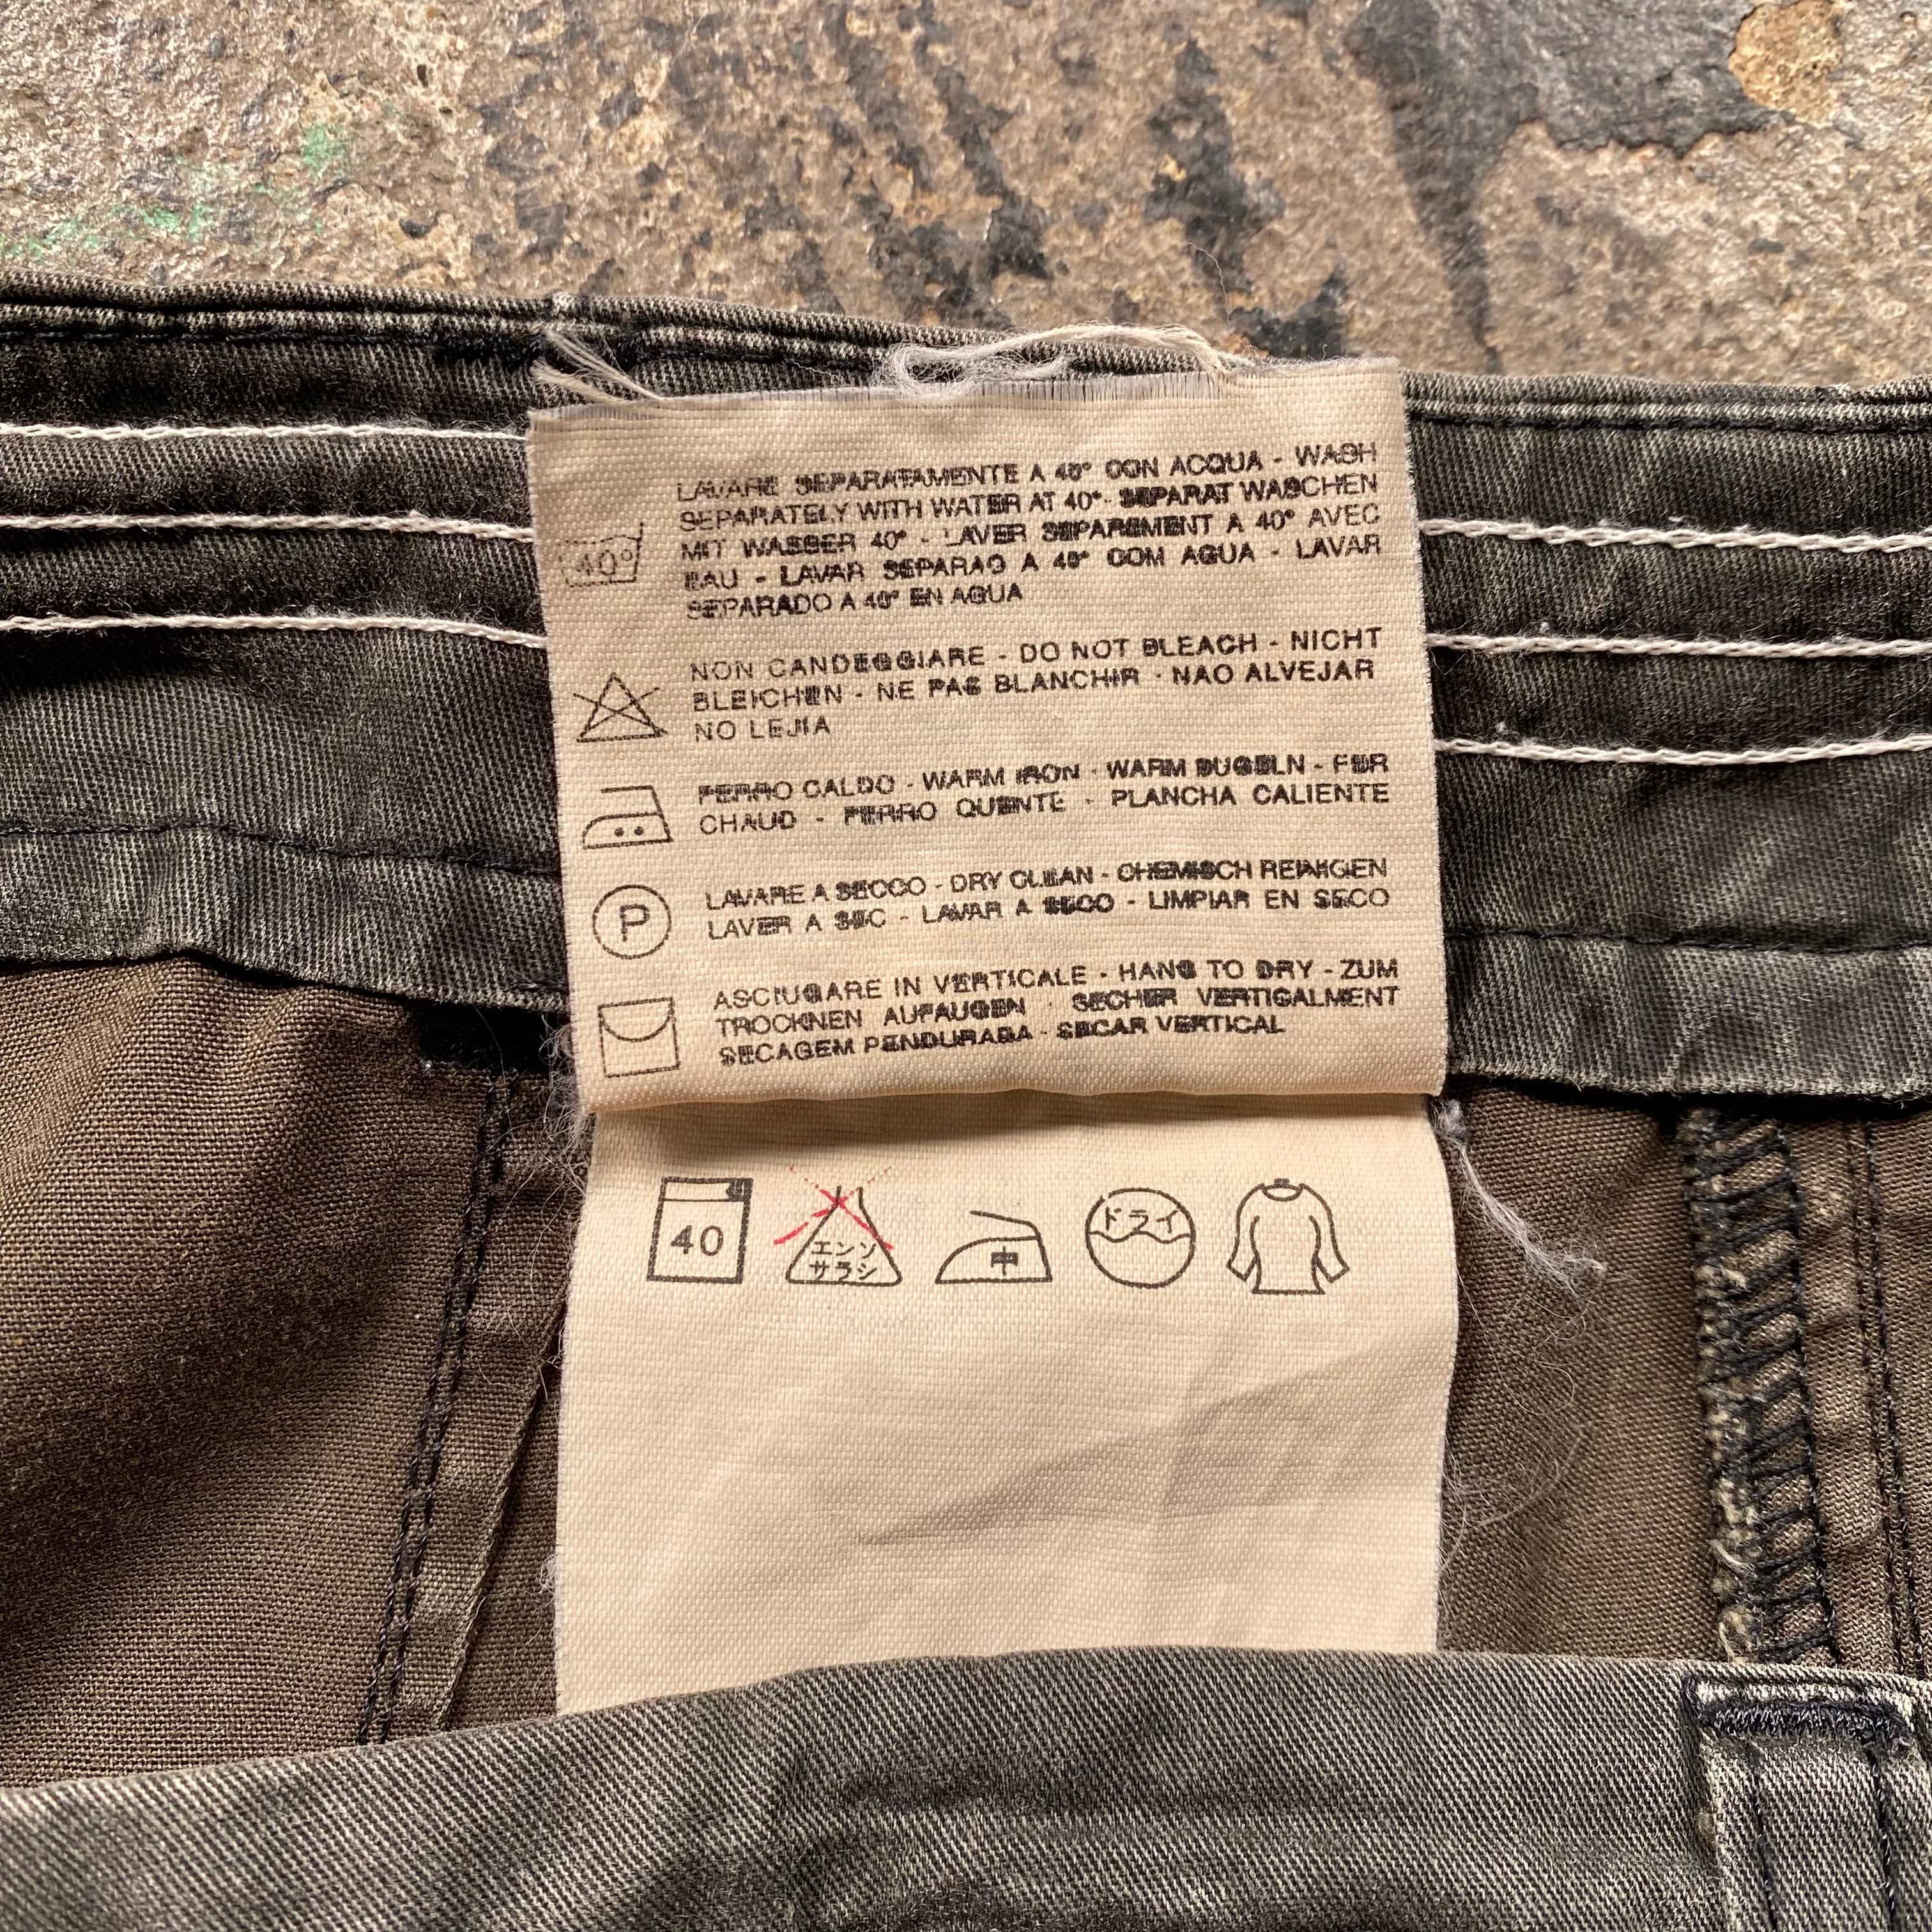 LAVARE SEPARATAMENTE A 40° CON ACQUA - WASH
SEPARATELY WITH WATER AT 40° - SEPARAT WASCHEN
MIT WASSER 40° - LAVER SEPAREMENT A 40° AVEC
EAU - LAVAR SEPARAO A 40° COM AGUA - LAVAR
SEPARADO A 40° EN AGUA
40°
NON CANDEGGIARE - DO NOT BLEACH - NICHT
BLEICHEN - NE PAS BLANCHIR - NAO ALVEJAR
NO LEJIA
FERRO CALDO - WARM IRON - WARM BUGELN - FER
CHAUD - FERRO QUENTE - PLANCHA CALIENTE
LAVARE A SECCO - DRY CLEAN - CHEMISCH REINIGEN
LAVER A SEC - LAVAR A SECO - LIMPIAR EN SECO
P
ASCIUGARE IN VERTICALE - HANG TO DRY - ZUM
TROCKNEN AUFAUGEN - SECHER VERTICALMENT
SECAGEM PENDURADA - SECAR VERTICAL
40
エンソ
サラシ
中
ドライ